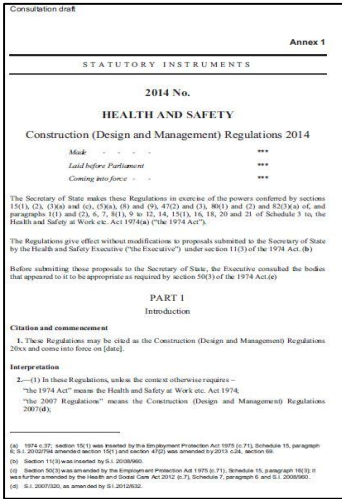 Consultation draft
Annex 1
STATUTORY INSTRUMENTS
2014 No.
HEALTH AND SAFETY
Construction (Design and Management) Regulations 2014
Made - - - - ***
Laid before Parliament ***
Coming into force - - ***
The Secretary of State makes these Regulations in exercise of the powers conferred by sections
15(1), (2), (3)(a) and (c), (5)(a), (8) and (9), 47(2) and (3), 80(1) and (2) and 82(3)(a) of, and
paragraphs 1(1) and (2), 6, 7, 8(1), 9 to 12, 14, 15(1), 16, 18, 20 and 21 of Schedule 3 to, the
Health and Safety at Work etc. Act 1974(a) (“the 1974 Act”).
The Regulations give effect without modifications to proposals submitted to the Secretary of State
by the Health and Safety Executive (“the Executive”) under section 11(3) of the 1974 Act.(b)
Before submitting those proposals to the Secretary of State, the Executive consulted the bodies
that appeared to it to be appropriate as required by section 50(3) of the 1974 Act.(c)
PART 1
Introduction
Citation and commencement
1. These Regulations may be cited as the Construction (Design and Management) Regulations
20xx and come into force on [date].
Interpretation
2.—(1) In these Regulations, unless the context otherwise requires –
“the 1974 Act” means the Health and Safety at Work etc. Act 1974;
“the 2007 Regulations” means the Construction (Design and Management) Regulations
2007(d);
(a) 1974 c.37; section 15(1) was inserted by the Employment Protection Act 1975 (c.71), Schedule 15, paragraph
6; S.I. 2002/794 amended section 15(1) and section 47(2) was amended by 2013 c.24, section 69.
(b) Section 11(3) was inserted by S.I. 2008/960.
(c) Section 50(3) was amended by the Employment Protection Act 1975 (c.71), Schedule 15, paragraph 16(3); it
was further amended by the Health and Social Care Act 2012 (c.7), Schedule 7, paragraph 6 and S.I. 2008/960.
(d) S.I. 2007/320, as amended by S.I.2012/632.